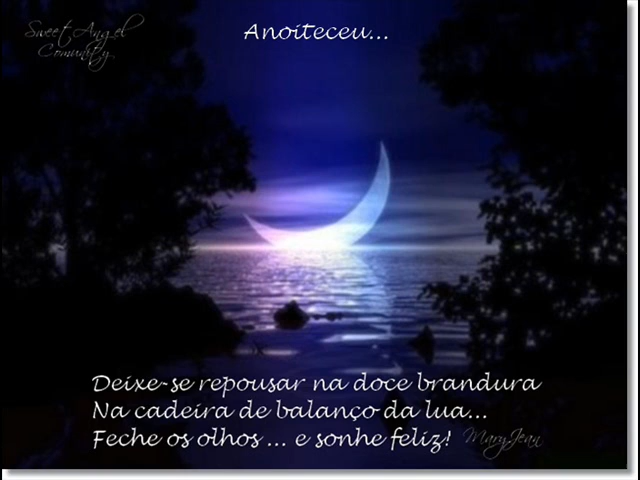 Sweet Angel
Comunitty
Anoiteceu...
Deixe-se repousar na doce brandura
Na cadeira de balanço da lua...
Feche os olhos ... e sonhe feliz!
MaryJean